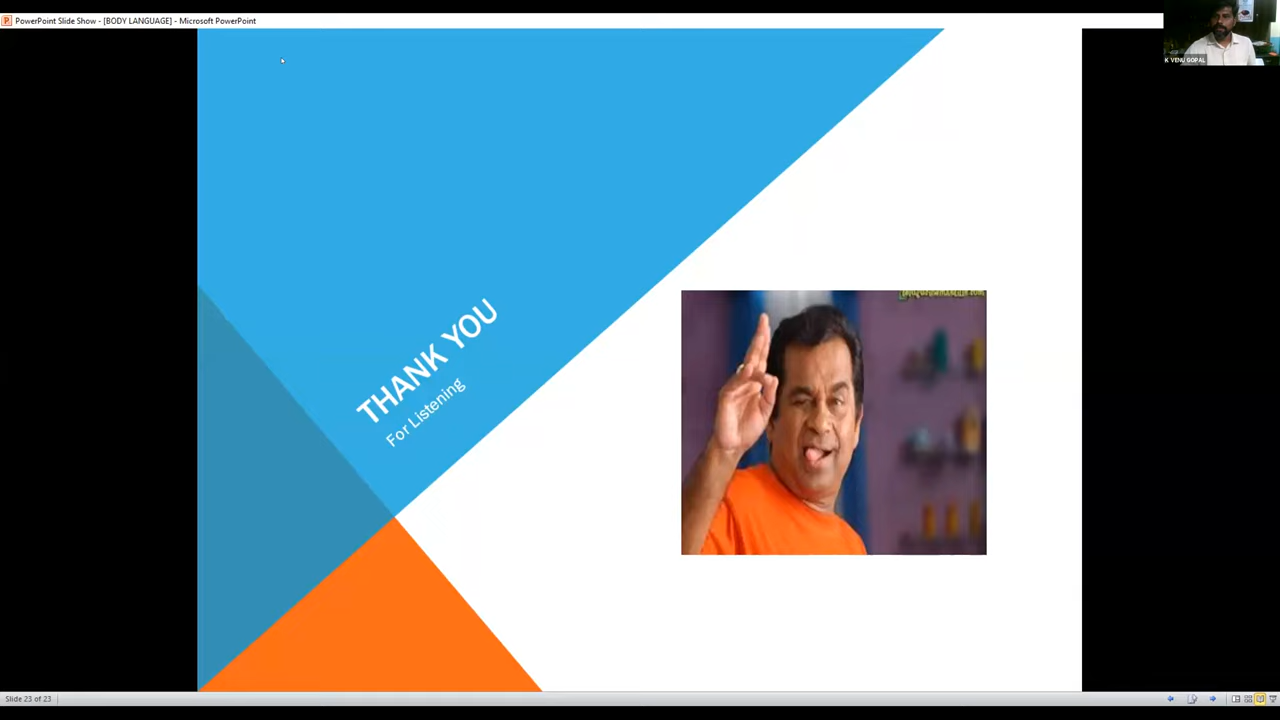 PowerPoint Slide Show - [BODY LANGUAGE] - Microsoft PowerPoint
K VENU GOPAL
THANK YOU
For Listening
Slide 23 of 23